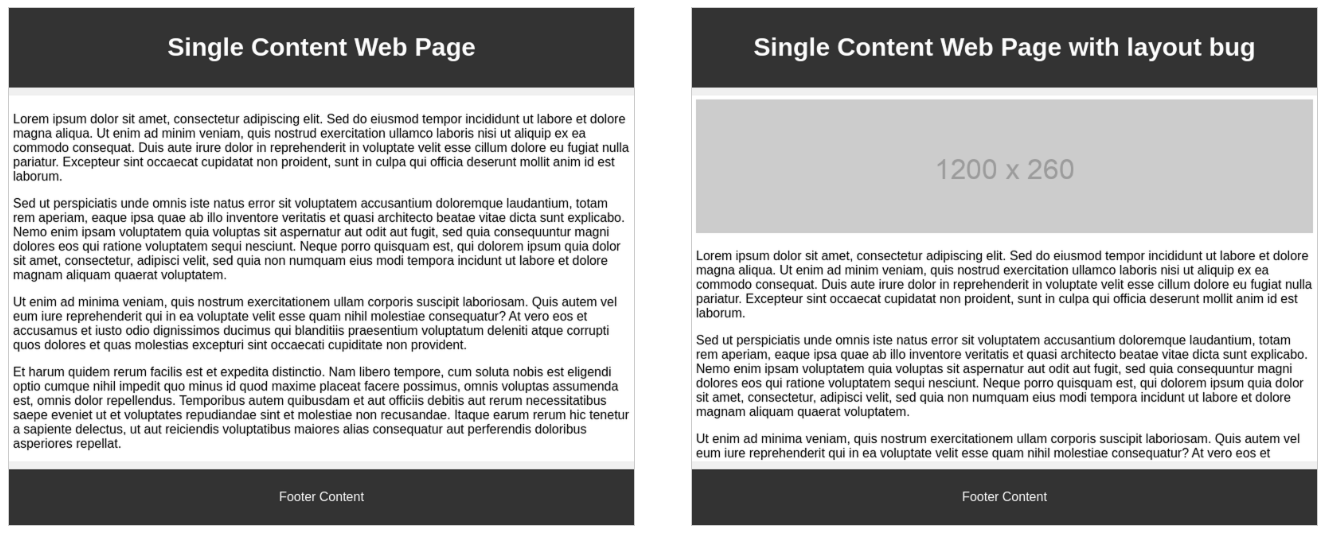 Single Content Web Page
Lorem ipsum dolor sit amet, consectetur adipiscing elit. Sed do eiusmod tempor incididunt ut labore et dolore
magna aliqua. Ut enim ad minim veniam, quis nostrud exercitation ullamco laboris nisi ut aliquip ex ea
commodo consequat. Duis aute irure dolor in reprehenderit in voluptate velit esse cillum dolore eu fugiat nulla
pariatur. Excepteur sint occaecat cupidatat non proident, sunt in culpa qui officia deserunt mollit anim id est
laborum.
Sed ut perspiciatis unde omnis iste natus error sit voluptatem accusantium doloremque laudantium, totam
rem aperiam, eaque ipsa quae ab illo inventore veritatis et quasi architecto beatae vitae dicta sunt explicabo.
Nemo enim ipsam voluptatem quia voluptas sit aspernatur aut odit aut fugit, sed quia consequuntur magni
dolores eos qui ratione voluptatem sequi nesciunt. Neque porro quisquam est, qui dolorem ipsum quia dolor
sit amet, consectetur, adipisci velit, sed quia non numquam eius modi tempora incidunt ut labore et dolore
magnam aliquam quaerat voluptatem.
Ut enim ad minima veniam, quis nostrum exercitationem ullam corporis suscipit laboriosam. Quis autem vel
eum iure reprehenderit qui in ea voluptate velit esse quam nihil molestiae consequatur? At vero eos et
accusamus et iusto odio dignissimos ducimus qui blanditiis praesentium voluptatum deleniti atque corrupti
quos dolores et quas molestias excepturi sint occaecati cupiditate non provident.
Et harum quidem rerum facilis est et expedita distinctio. Nam libero tempore, cum soluta nobis est eligendi
optio cumque nihil impedit quo minus id quod maxime placeat facere possimus, omnis voluptas assumenda
est, omnis dolor repellendus. Temporibus autem quibusdam et aut officiis debitis aut rerum necessitatibus
saepe eveniet ut et voluptates repudiandae sint et molestiae non recusandae. Itaque earum rerum hic tenetur
a sapiente delectus, ut aut reiciendis voluptatibus maiores alias consequatur aut perferendis doloribus
asperiores repellat.
Footer Content
Single Content Web Page with layout bug
1200 x 260
Lorem ipsum dolor sit amet, consectetur adipiscing elit. Sed do eiusmod tempor incididunt ut labore et dolore
magna aliqua. Ut enim ad minim veniam, quis nostrud exercitation ullamco laboris nisi ut aliquip ex ea
commodo consequat. Duis aute irure dolor in reprehenderit in voluptate velit esse cillum dolore eu fugiat nulla
pariatur. Excepteur sint occaecat cupidatat non proident, sunt in culpa qui officia deserunt mollit anim id est
laborum.
Sed ut perspiciatis unde omnis iste natus error sit voluptatem accusantium doloremque laudantium, totam
rem aperiam, eaque ipsa quae ab illo inventore veritatis et quasi architecto beatae vitae dicta sunt explicabo.
Nemo enim ipsam voluptatem quia voluptas sit aspernatur aut odit aut fugit, sed quia consequuntur magni
dolores eos qui ratione voluptatem sequi nesciunt. Neque porro quisquam est, qui dolorem ipsum quia dolor
sit amet, consectetur, adipisci velit, sed quia non numquam eius modi tempora incidunt ut labore et dolore
magnam aliquam quaerat voluptatem.
Ut enim ad minima veniam, quis nostrum exercitationem ullam corporis suscipit laboriosam. Quis autem vel
eum iure reprehenderit qui in ea voluptate velit esse quam nihil molestiae consequatur? At vero eos et
Footer Content